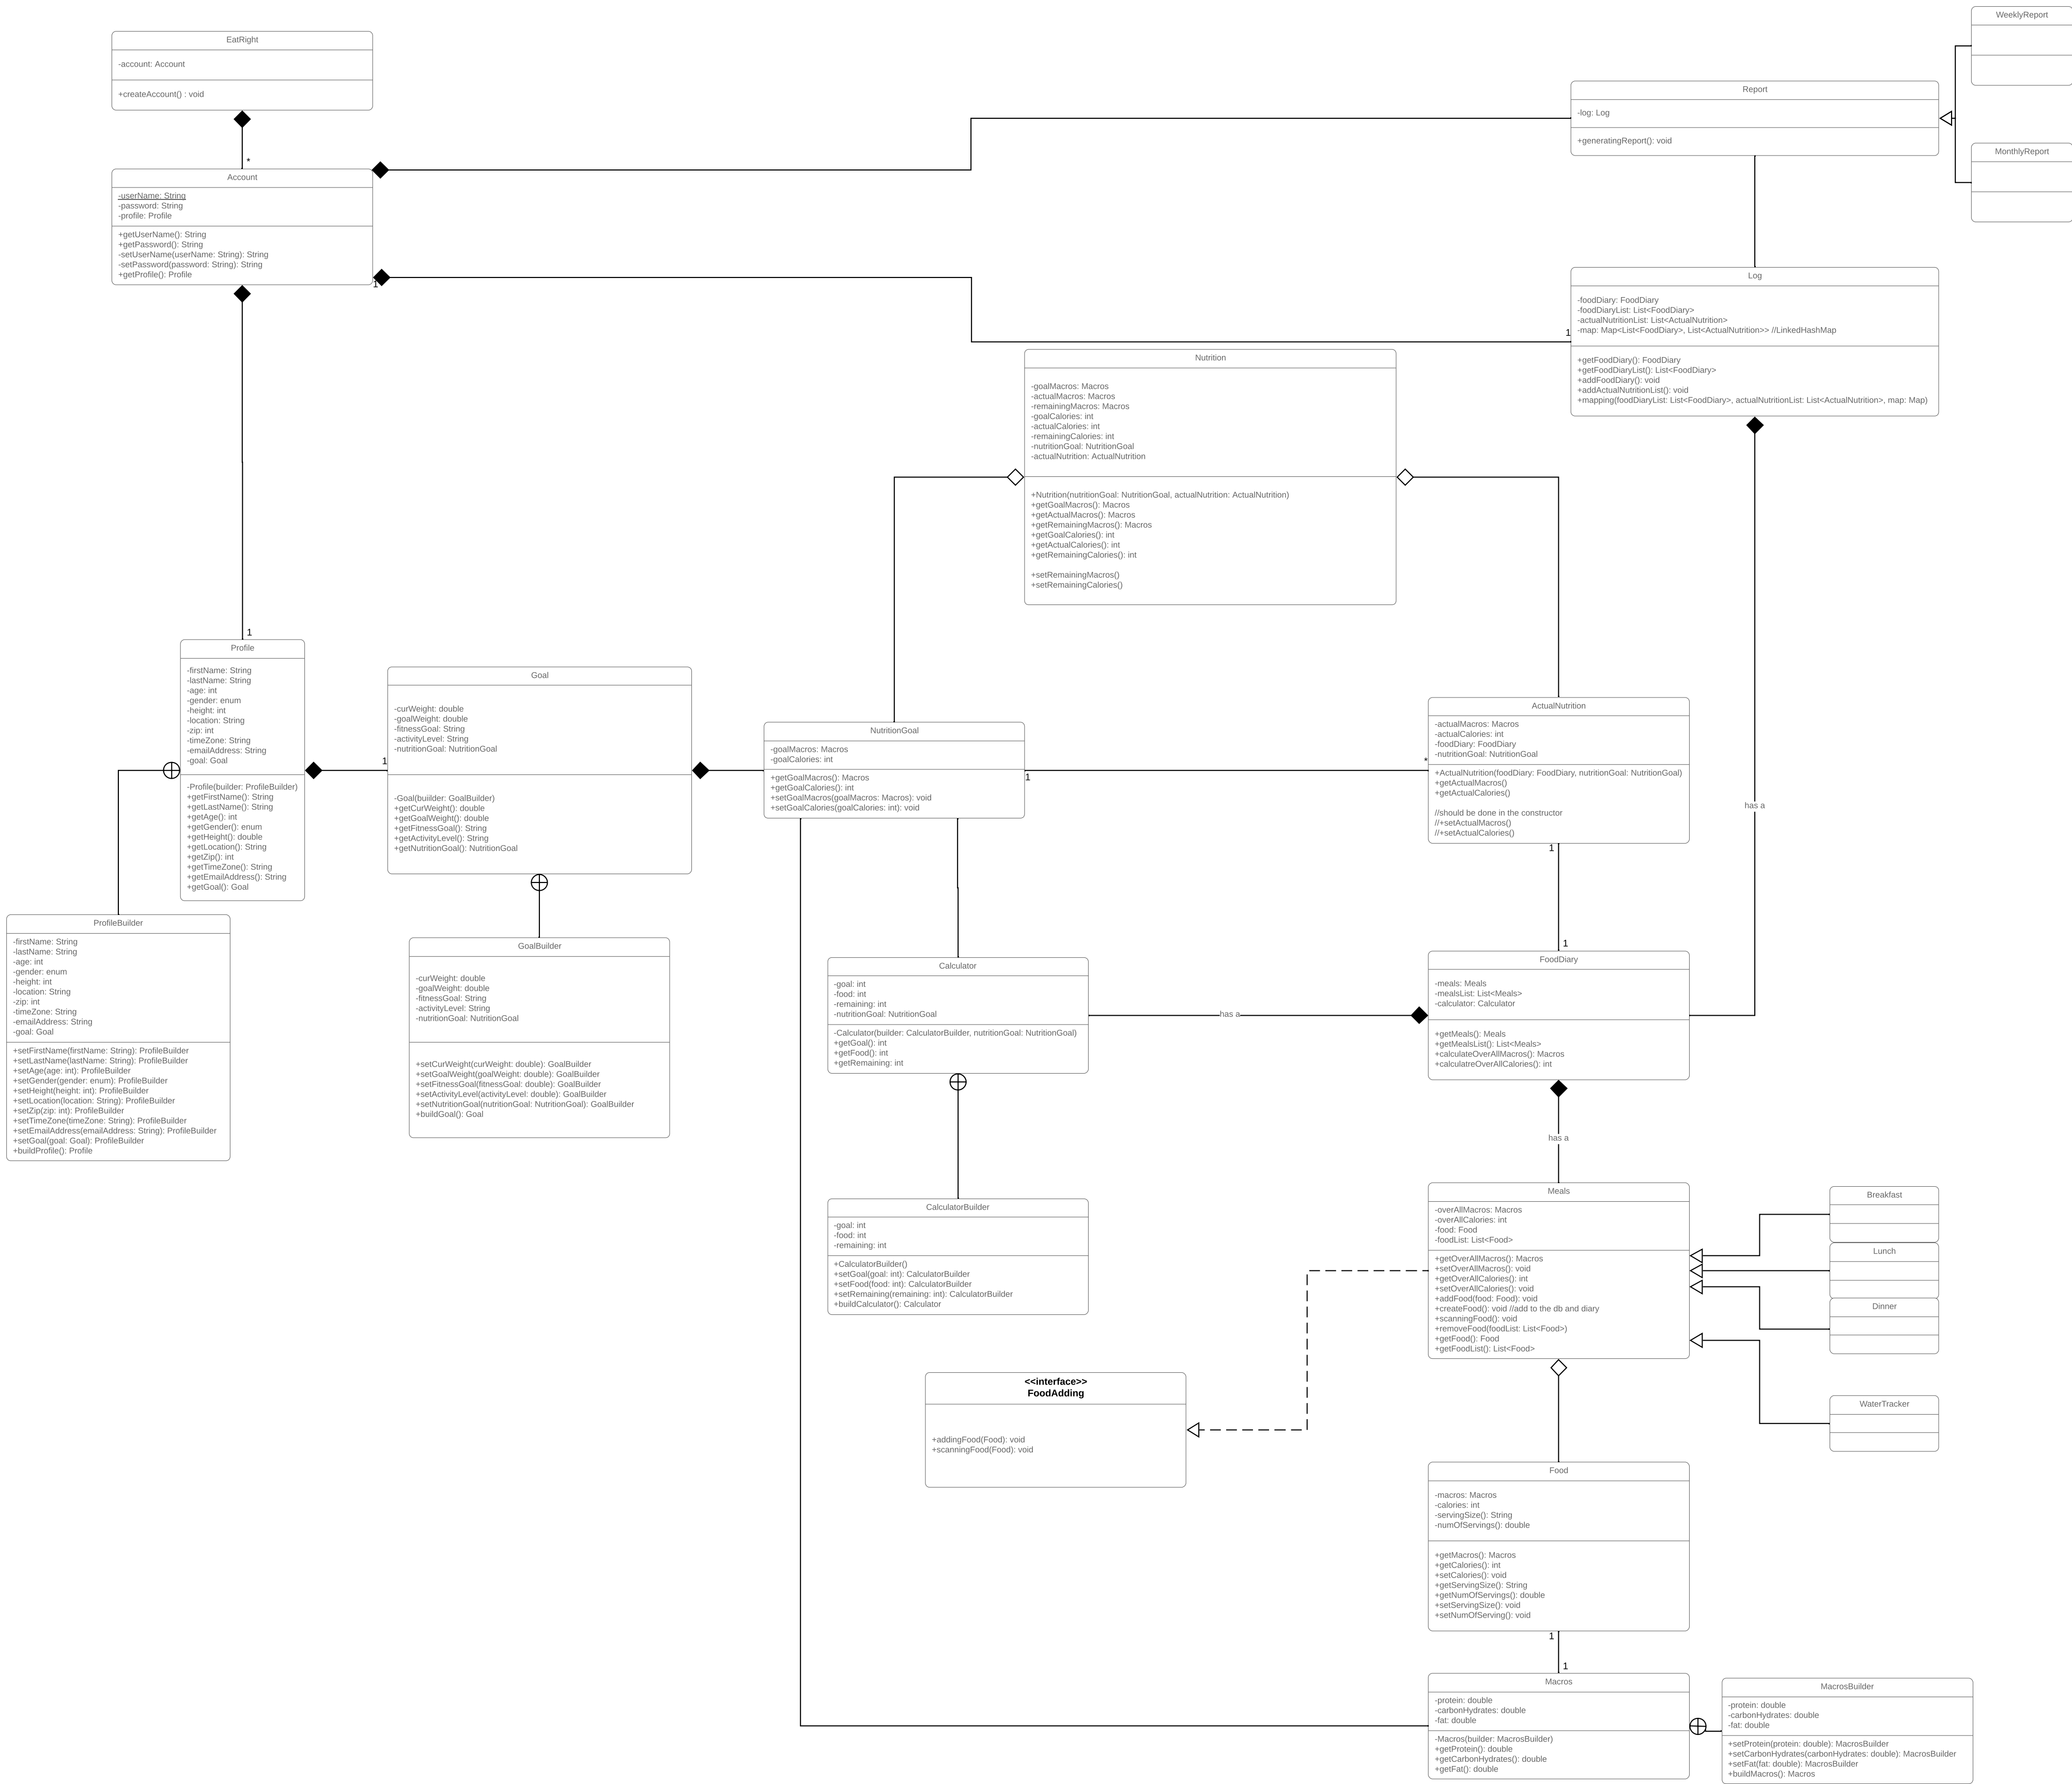 WeeklyReport
EatRight
-account: Account
+createAccount() : void
Report
-log: Log
+generatingReport(): void
MonthlyReport
*
Account
-userName: String
-password: String
-profile: Profile
+getUserName(): String
+getPassword(): String
-setUserName(userName: String): String
-setPassword(password: String): String
+getProfile(): Profile
1
1
Log
-foodDiary: FoodDiary
-foodDiaryList: List<FoodDiary>
-actualNutritionList: List<ActualNutrition>
-map: Map<List<FoodDiary>, List<ActualNutrition>> //LinkedHashMap
+getFoodDiary(): FoodDiary
+getFoodDiaryList(): List<FoodDiary>
+addFoodDiary(): void
+addActualNutritionList(): void
+mapping(foodDiaryList: List<FoodDiary>, actualNutritionList: List<ActualNutrition>, map: Map)
Nutrition
-goalMacros: Macros
-actualMacros: Macros
-remainingMacros: Macros
-goalCalories: int
-actualCalories: int
-remainingCalories: int
-nutritionGoal: NutritionGoal
-actualNutrition: ActualNutrition
+Nutrition(nutritionGoal: NutritionGoal, actualNutrition: ActualNutrition)
+getGoalMacros(): Macros
+getActualMacros(): Macros
+getRemainingMacros(): Macros
+getGoalCalories(): int
+getActualCalories(): int
+getRemainingCalories(): int
+setRemainingMacros()
+setRemainingCalories()
1
Profile
-firstName: String
-lastName: String
-age: int
-gender: enum
-height: int
-location: String
-zip: int
-timeZone: String
-emailAddress: String
-goal: Goal
-Profile(builder: ProfileBuilder)
+getFirstName(): String
+getLastName(): String
+getAge(): int
+getGender(): enum
+getHeight(): double
+getLocation(): String
+getZip(): int
+getTimeZone(): String
+getEmailAddress(): String
+getGoal(): Goal
1
Goal
-curWeight: double
-goalWeight: double
-fitnessGoal: String
-activityLevel: String
-nutritionGoal: NutritionGoal
-Goal(buiilder: GoalBuilder)
+getCurWeight(): double
+getGoalWeight(): double
+getFitnessGoal(): String
+getActivityLevel(): String
+getNutritionGoal(): NutritionGoal
NutritionGoal
-goalMacros: Macros
-goalCalories: int
+getGoalMacros(): Macros
+getGoalCalories(): int
+setGoalMacros(goalMacros: Macros): void
+setGoalCalories(goalCalories: int): void
1
*
ActualNutrition
-actualMacros: Macros
-actualCalories: int
-foodDiary: FoodDiary
-nutritionGoal: NutritionGoal
+ActualNutrition(foodDiary: FoodDiary, nutritionGoal: NutritionGoal)
+getActualMacros()
+getActualCalories()
//should be done in the constructor
//+setActualMacros()
//+setActualCalories()
1
1
has a
ProfileBuilder
-firstName: String
-lastName: String
-age: int
-gender: enum
-height: int
-location: String
-zip: int
-timeZone: String
-emailAddress: String
-goal: Goal
+setFirstName(firstName: String): ProfileBuilder
+setLastName(lastName: String): ProfileBuilder
+setAge(age: int): ProfileBuilder
+setGender(gender: enum): ProfileBuilder
+setHeight(height: int): ProfileBuilder
+setLocation(location: String): ProfileBuilder
+setZip(zip: int): ProfileBuilder
+setTimeZone(timeZone: String): ProfileBuilder
+setEmailAddress(emailAddress: String): ProfileBuilder
+setGoal(goal: Goal): ProfileBuilder
+buildProfile(): Profile
GoalBuilder
-curWeight: double
-goalWeight: double
-fitnessGoal: String
-activityLevel: String
-nutritionGoal: NutritionGoal
+setCurWeight(curWeight: double): GoalBuilder
+setGoalWeight(goalWeight: double): GoalBuilder
+setFitnessGoal(fitnessGoal: double): GoalBuilder
+setActivityLevel(activityLevel: double): GoalBuilder
+setNutritionGoal(nutritionGoal: NutritionGoal): GoalBuilder
+buildGoal(): Goal
Calculator
-goal: int
-food: int
-remaining: int
-nutritionGoal: NutritionGoal
-Calculator(builder: CalculatorBuilder, nutritionGoal: NutritionGoal)
+getGoal(): int
+getFood(): int
+getRemaining: int
has a
FoodDiary
-meals: Meals
-mealsList: List<Meals>
-calculator: Calculator
+getMeals(): Meals
+getMealsList(): List<Meals>
+calculateOverAllMacros(): Macros
+calculatreOverAllCalories(): int
has a
CalculatorBuilder
-goal: int
-food: int
-remaining: int
+CalculatorBuilder()
+setGoal(goal: int): CalculatorBuilder
+setFood(food: int): CalculatorBuilder
+setRemaining(remaining: int): CalculatorBuilder
+buildCalculator(): Calculator
Meals
-overAllMacros: Macros
-overAllCalories: int
-food: Food
-foodList: List<Food>
+getOverAllMacros(): Macros
+setOverAllMacros(): void
+getOverAllCalories(): int
+setOverAllCalories(): void
+addFood(food: Food): void
+createFood(): void //add to the db and diary
+scanningFood(): void
+removeFood(foodList: List<Food>)
+getFood(): Food
+getFoodList(): List<Food>
Breakfast
Lunch
Dinner
WaterTracker
<<interface>>
FoodAdding
+addingFood(Food): void
+scanningFood(Food): void
Food
-macros: Macros
-calories: int
-servingSize(): String
-numOfServings(): double
+getMacros(): Macros
+getCalories(): int
+setCalories(): void
+getServingSize(): String
+getNumOfServings(): double
+setServingSize(): void
+setNumOfServing(): void
1
1
Macros
-protein: double
-carbonHydrates: double
-fat: double
-Macros(builder: MacrosBuilder)
+getProtein(): double
+getCarbonHydrates(): double
+getFat(): double
MacrosBuilder
-protein: double
-carbonHydrates: double
-fat: double
+setProtein(protein: double): MacrosBuilder
+setCarbonHydrates(carbonHydrates: double): MacrosBuilder
+setFat(fat: double): MacrosBuilder
+buildMacros(): Macros